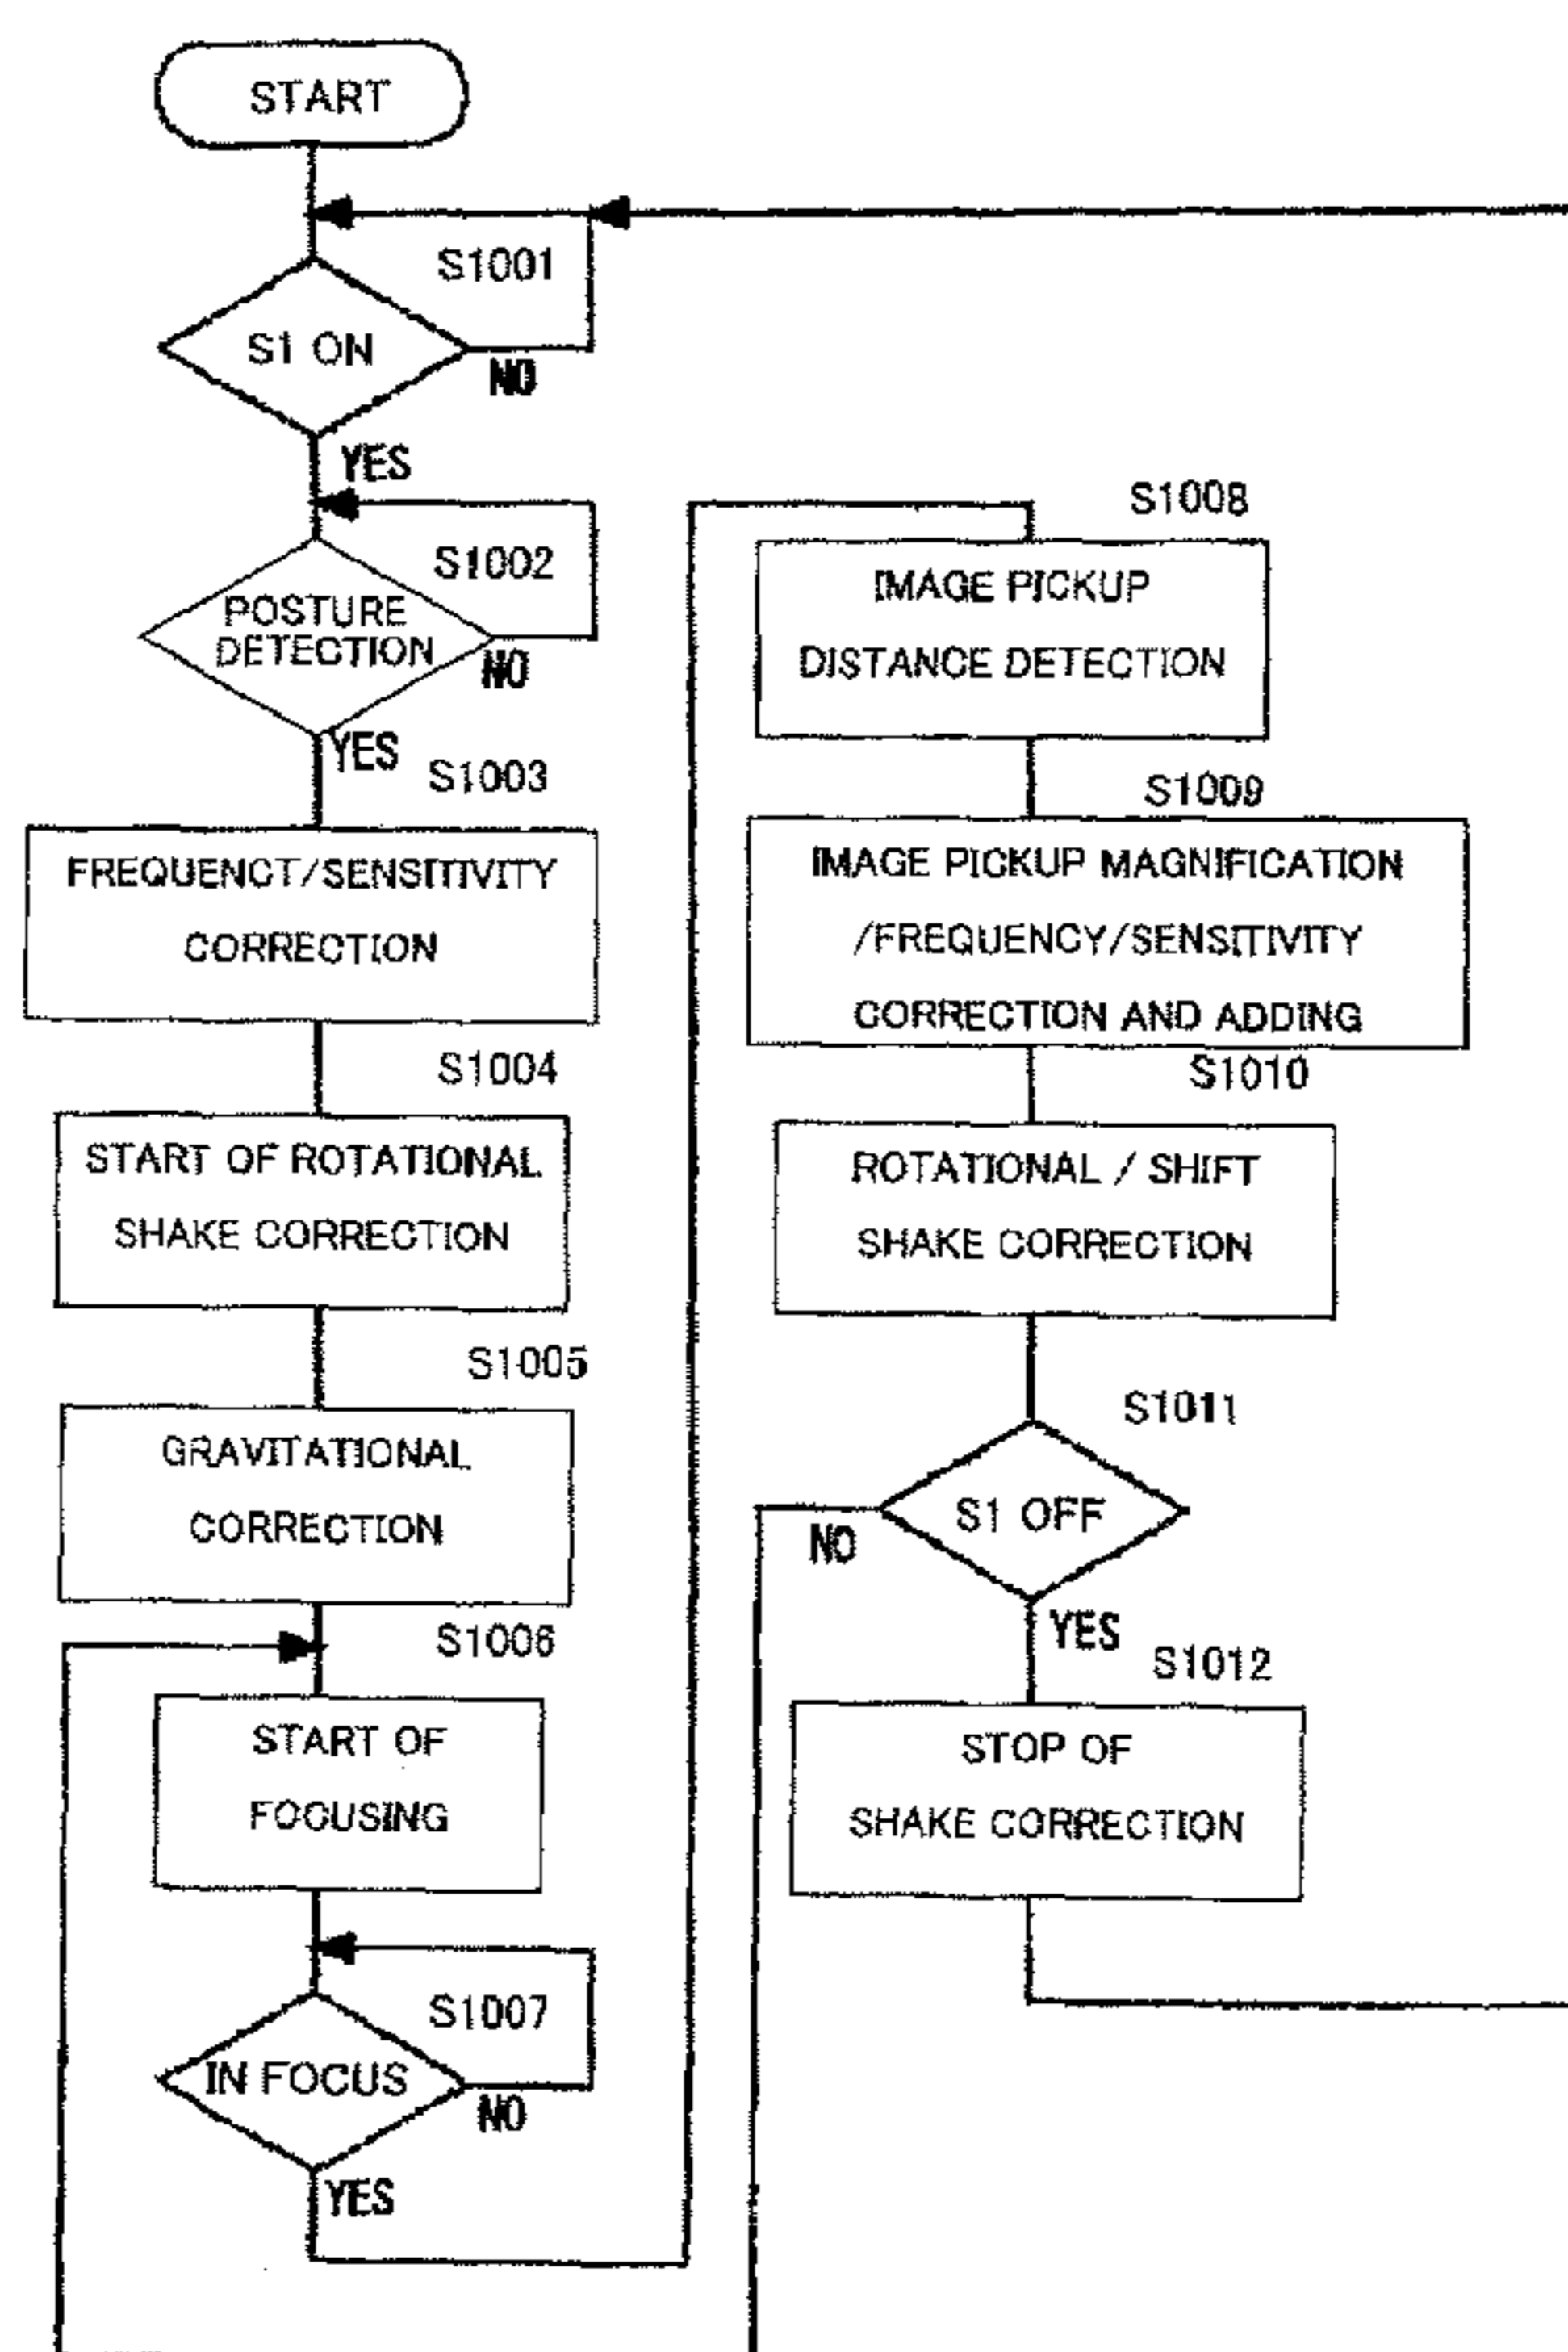 START
S1001
S1 ON
NO
YES
S1002
POSTURE
DETECTION
NO
YES
S1003
FREQUENCT/SENSITIVITY
CORRECTION
S1004
START OF ROTATIONAL
SHAKE CORRECTION
S1005
GRAVITATIONAL
CORRECTION
S1006
START OF
FOCUSING
S1007
IN FOCUS
NO
YES
S1008
IMAGE PICKUP
DISTANCE DETECTION
S1009
IMAGE PICKUP MAGNIFICATION
/FREQUENCY/SENSITIVITY
CORRECTION AND ADDING
S1010
ROTATIONAL / SHIFT
SHAKE CORRECTION
S1011
S1 OFF
NO
YES
S1012
STOP OF
SHAKE CORRECTION